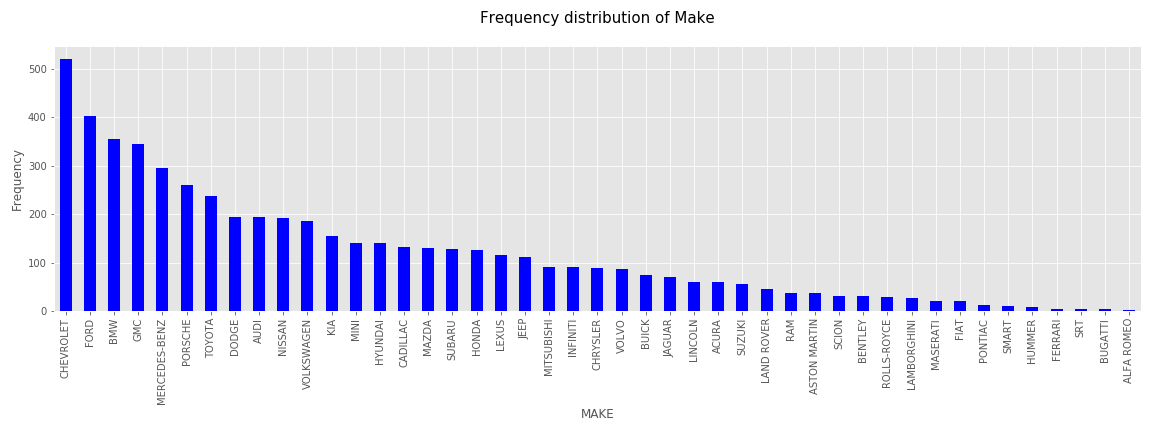 Frequency distribution of Make
Frequency
500
400
300
200
100
0
CHEVROLET
FORD
BMW
GMC
MERCEDES-BENZ
PORSCHE
TOYOTA
DODGE
AUDI
NISSAN
VOLKSWAGEN
KIA
MINI
HYUNDAI
CADILLAC
MAZDA
SUBARU
HONDA
LEXUS
JEEP
MITSUBISHI
INFINITI
CHRYSLER
VOLVO
BUICK
JAGUAR
LINCOLN
ACURA
SUZUKI
LAND ROVER
RAM
ASTON MARTIN
SCION
BENTLEY
ROLLS-ROYCE
LAMBORGHINI
MASERATI
FIAT
PONTIAC
SMART
HUMMER
FERRARI
SRT
BUGATTI
ALFA ROMEO
MAKE